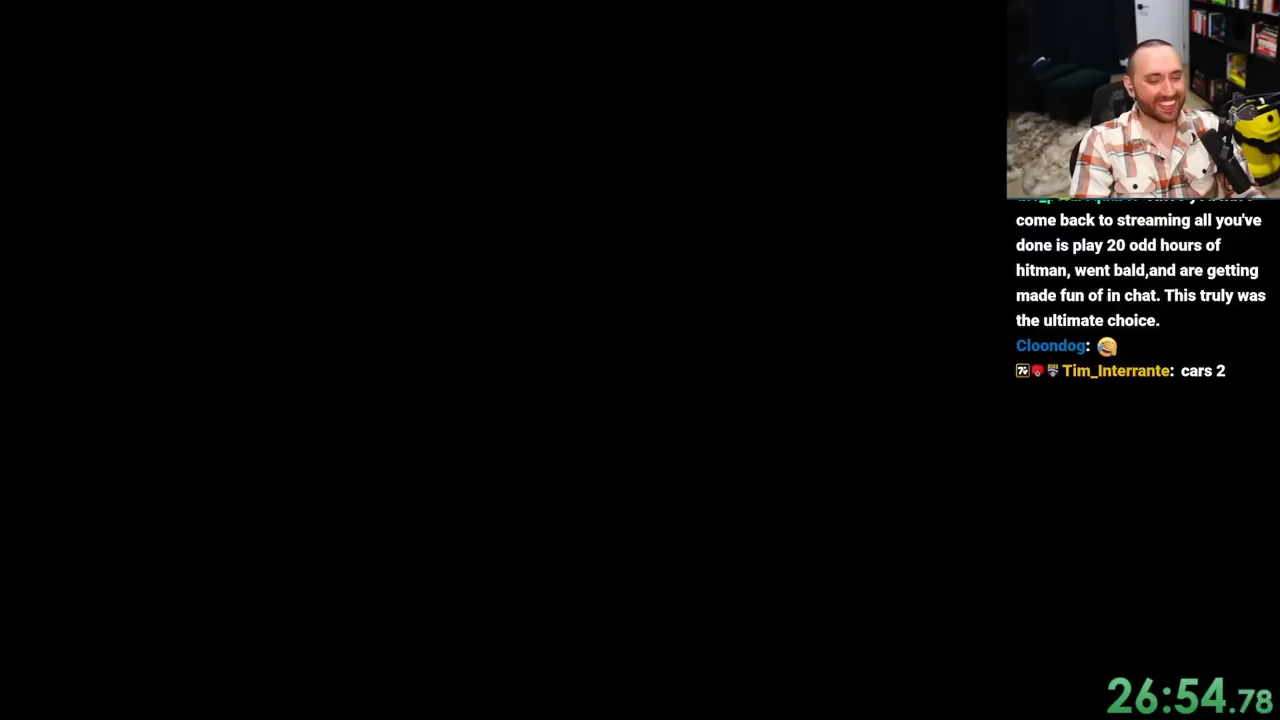 come back to streaming all you've
done is play 20 odd hours of
hitman, went bald,and are getting
made fun of in chat. This truly was
the ultimate choice.
Cloondog:
Tim_Interrante: cars 2
26:54.78